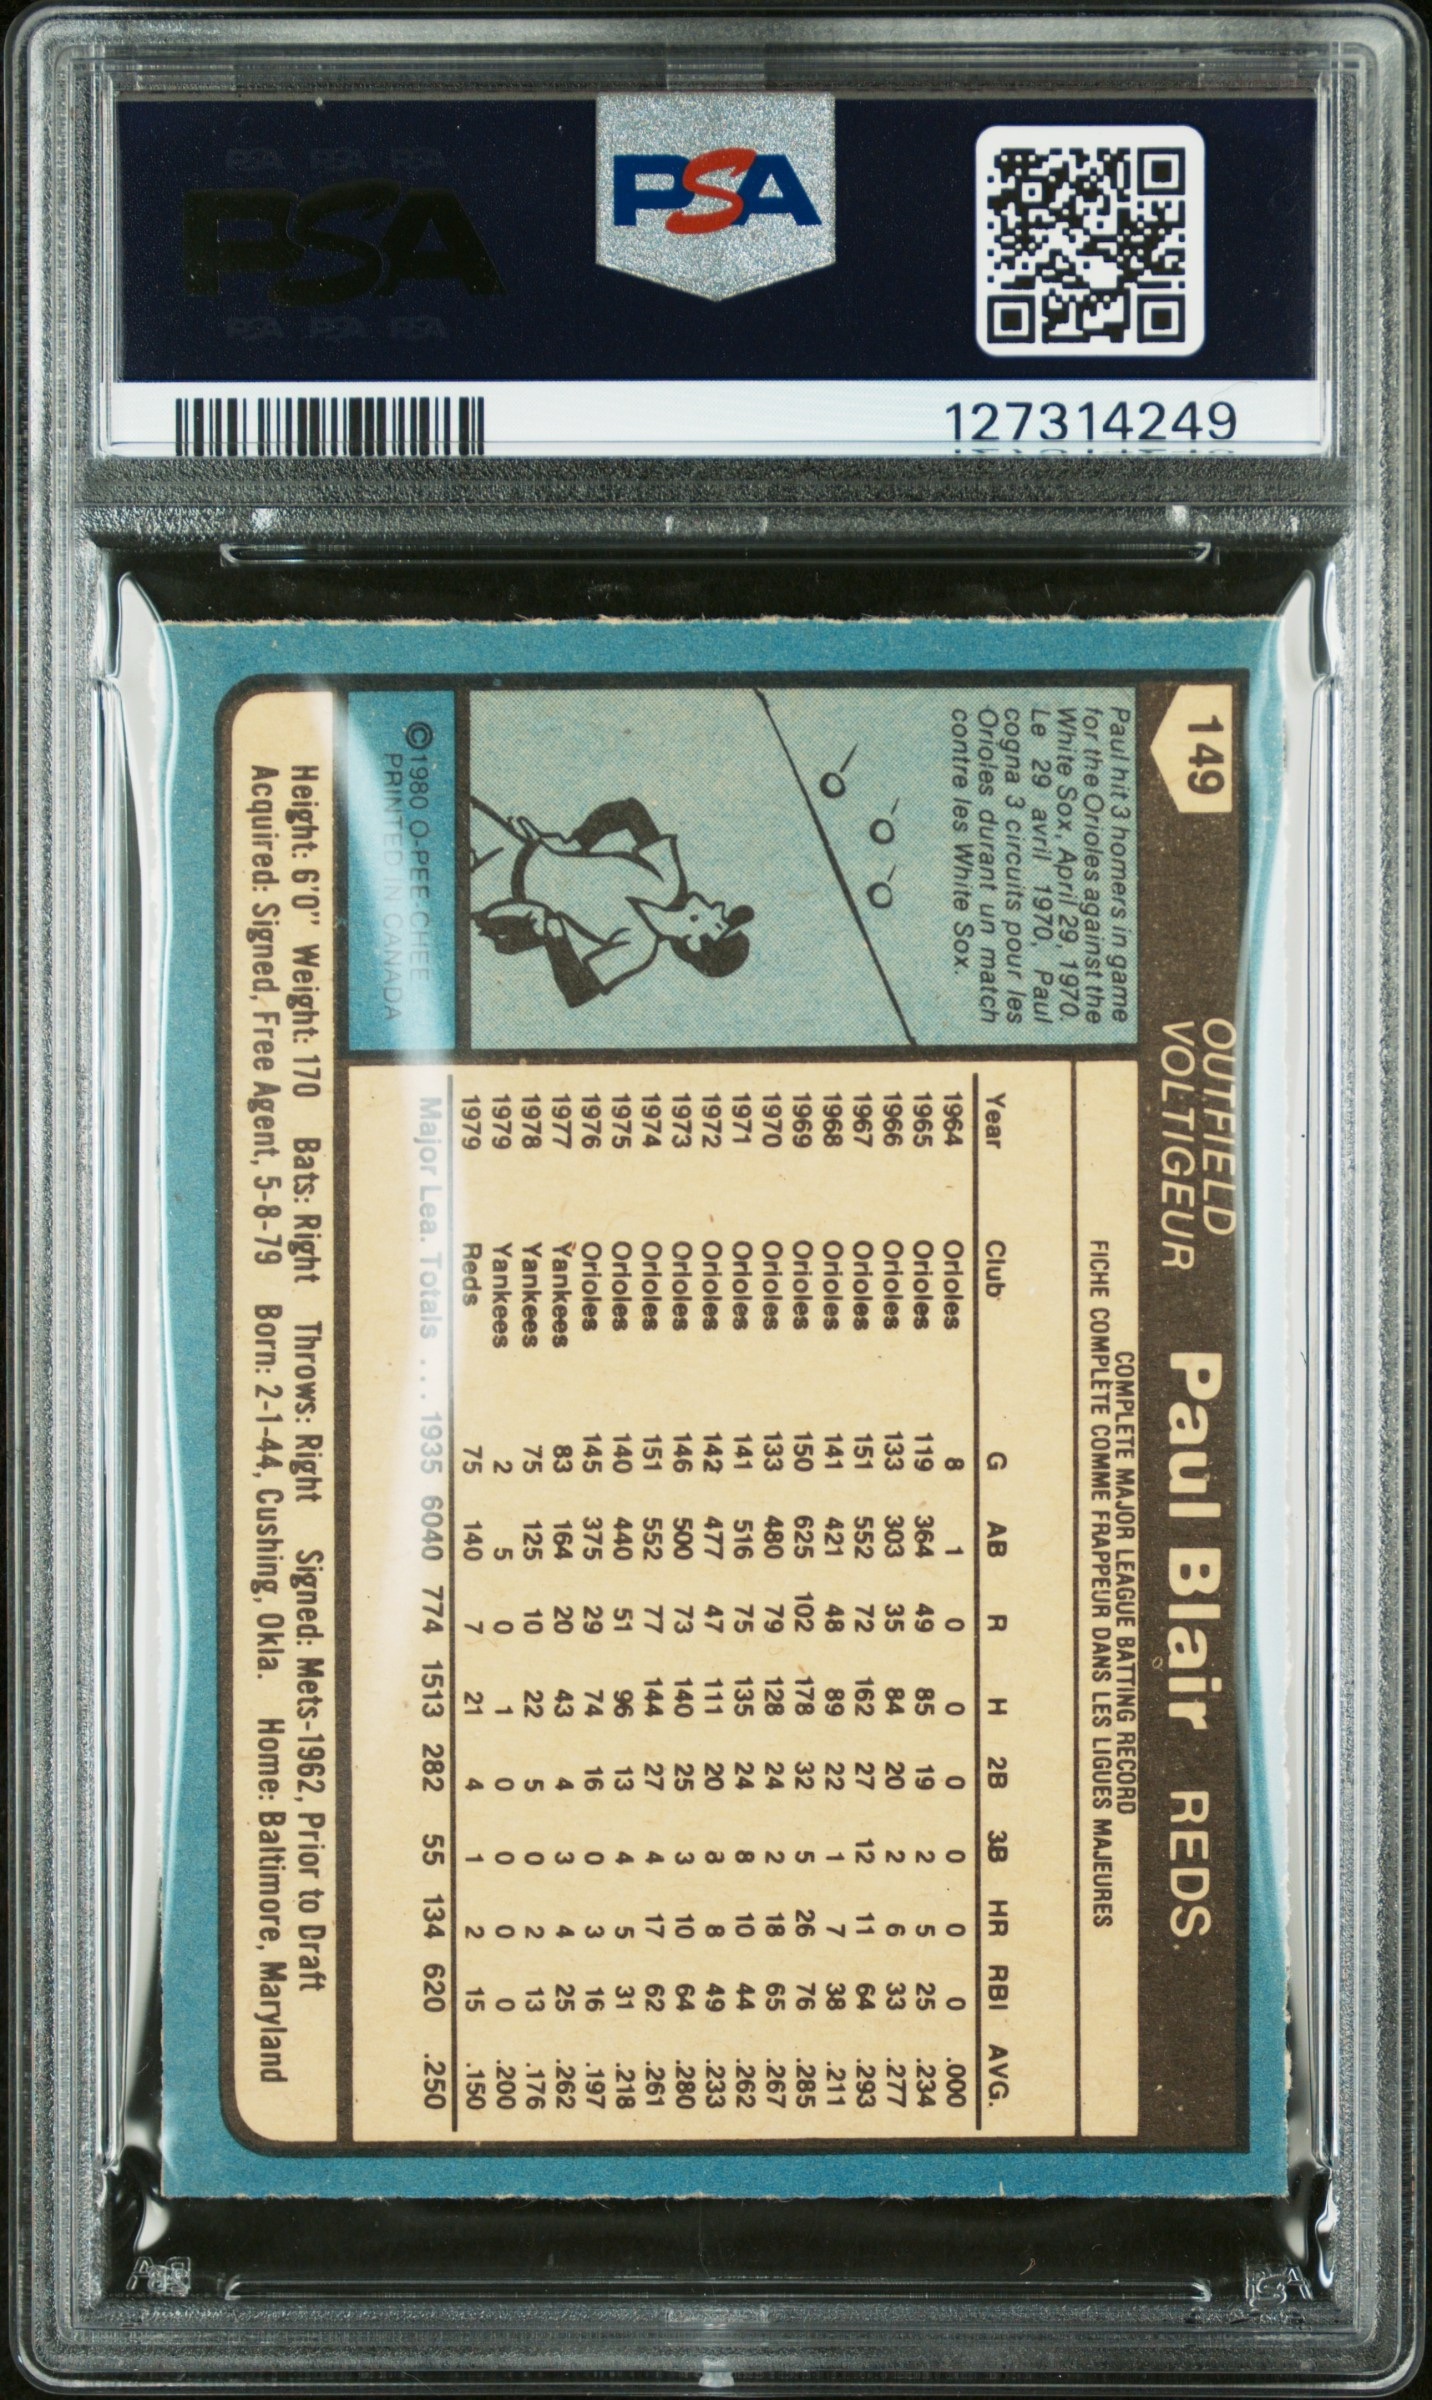 PSA PSA PSA
PSA
PSA PSA PSA
PSA
127314249
149
OUTFIELD
VOLTIGEUR
Paul Blair REDS
Paul hit 3 homers in game
for the Orioles against the
White Sox, April 29, 1970.
Le 29 avril 1970, Paul
cogna 3 circuits pour les
Orioles durant un match
contre les White Sox.
©1980 O-PEE-CHEE
PRINTED IN CANADA
COMPLETE MAJOR LEAGUE BATTING RECORD
FICHE COMPLÈTE COMME FRAPPEUR DANS LES LIGUES MAJEURES
Year Club G AB R H 2B 3B HR RBI AVG.
1964 Orioles 8 1 0 0 0 0 0 0 .000
1965 Orioles 119 364 49 85 19 2 5 25 .234
1966 Orioles 133 303 35 84 20 2 6 33 .277
1967 Orioles 151 552 72 162 27 12 11 64 .293
1968 Orioles 141 421 48 89 22 1 7 38 .211
1969 Orioles 150 625 102 178 32 5 26 76 .285
1970 Orioles 133 480 79 128 24 2 18 65 .267
1971 Orioles 141 516 75 135 24 8 10 44 .262
1972 Orioles 142 477 47 111 20 8 8 49 .233
1973 Orioles 146 500 73 140 25 3 10 64 .280
1974 Orioles 151 552 77 144 27 4 17 62 .261
1975 Orioles 140 440 51 96 13 4 5 31 .218
1976 Orioles 145 375 29 74 16 0 3 16 .197
1977 Yankees 83 164 20 43 4 3 4 25 .262
1978 Yankees 75 125 10 22 5 0 2 13 .176
1979 Yankees 2 5 0 1 0 0 0 0 .200
1979 Reds 75 140 7 21 4 1 2 15 .150
Major Lea. Totals ... 1935 6040 774 1513 282 55 134 620 .250
Height: 6'0" Weight: 170 Bats: Right Throws: Right Signed: Mets-1962, Prior to Draft
Acquired: Signed, Free Agent, 5-8-79 Born: 2-1-44, Cushing, Okla. Home: Baltimore, Maryland
PSA
PSA